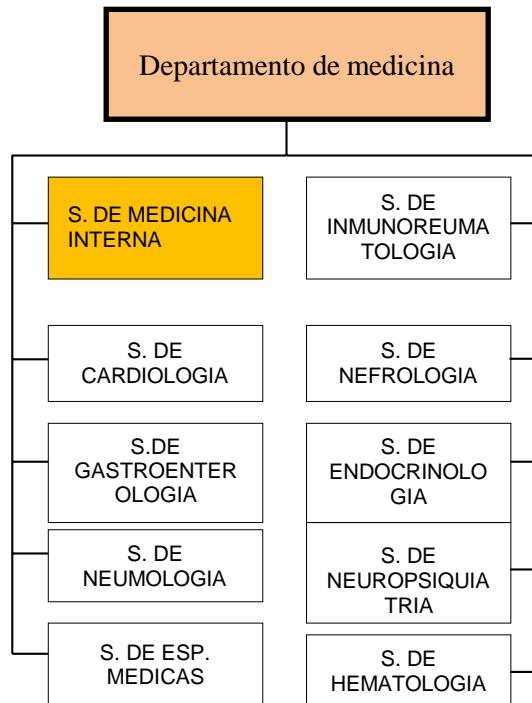 Departamento de medicina
S. DE MEDICINA
INTERNA
S. DE
INMUNOREUMA
TOLOGIA
S. DE
CARDIOLOGIA
S. DE
NEFROLOGIA
S.DE
GASTROENTER
OLOGIA
S. DE
ENDOCRINOLO
GIA
S. DE
NEUMOLOGIA
S. DE
NEUROPSIQUIA
TRIA
S. DE ESP.
MEDICAS
S. DE
HEMATOLOGIA